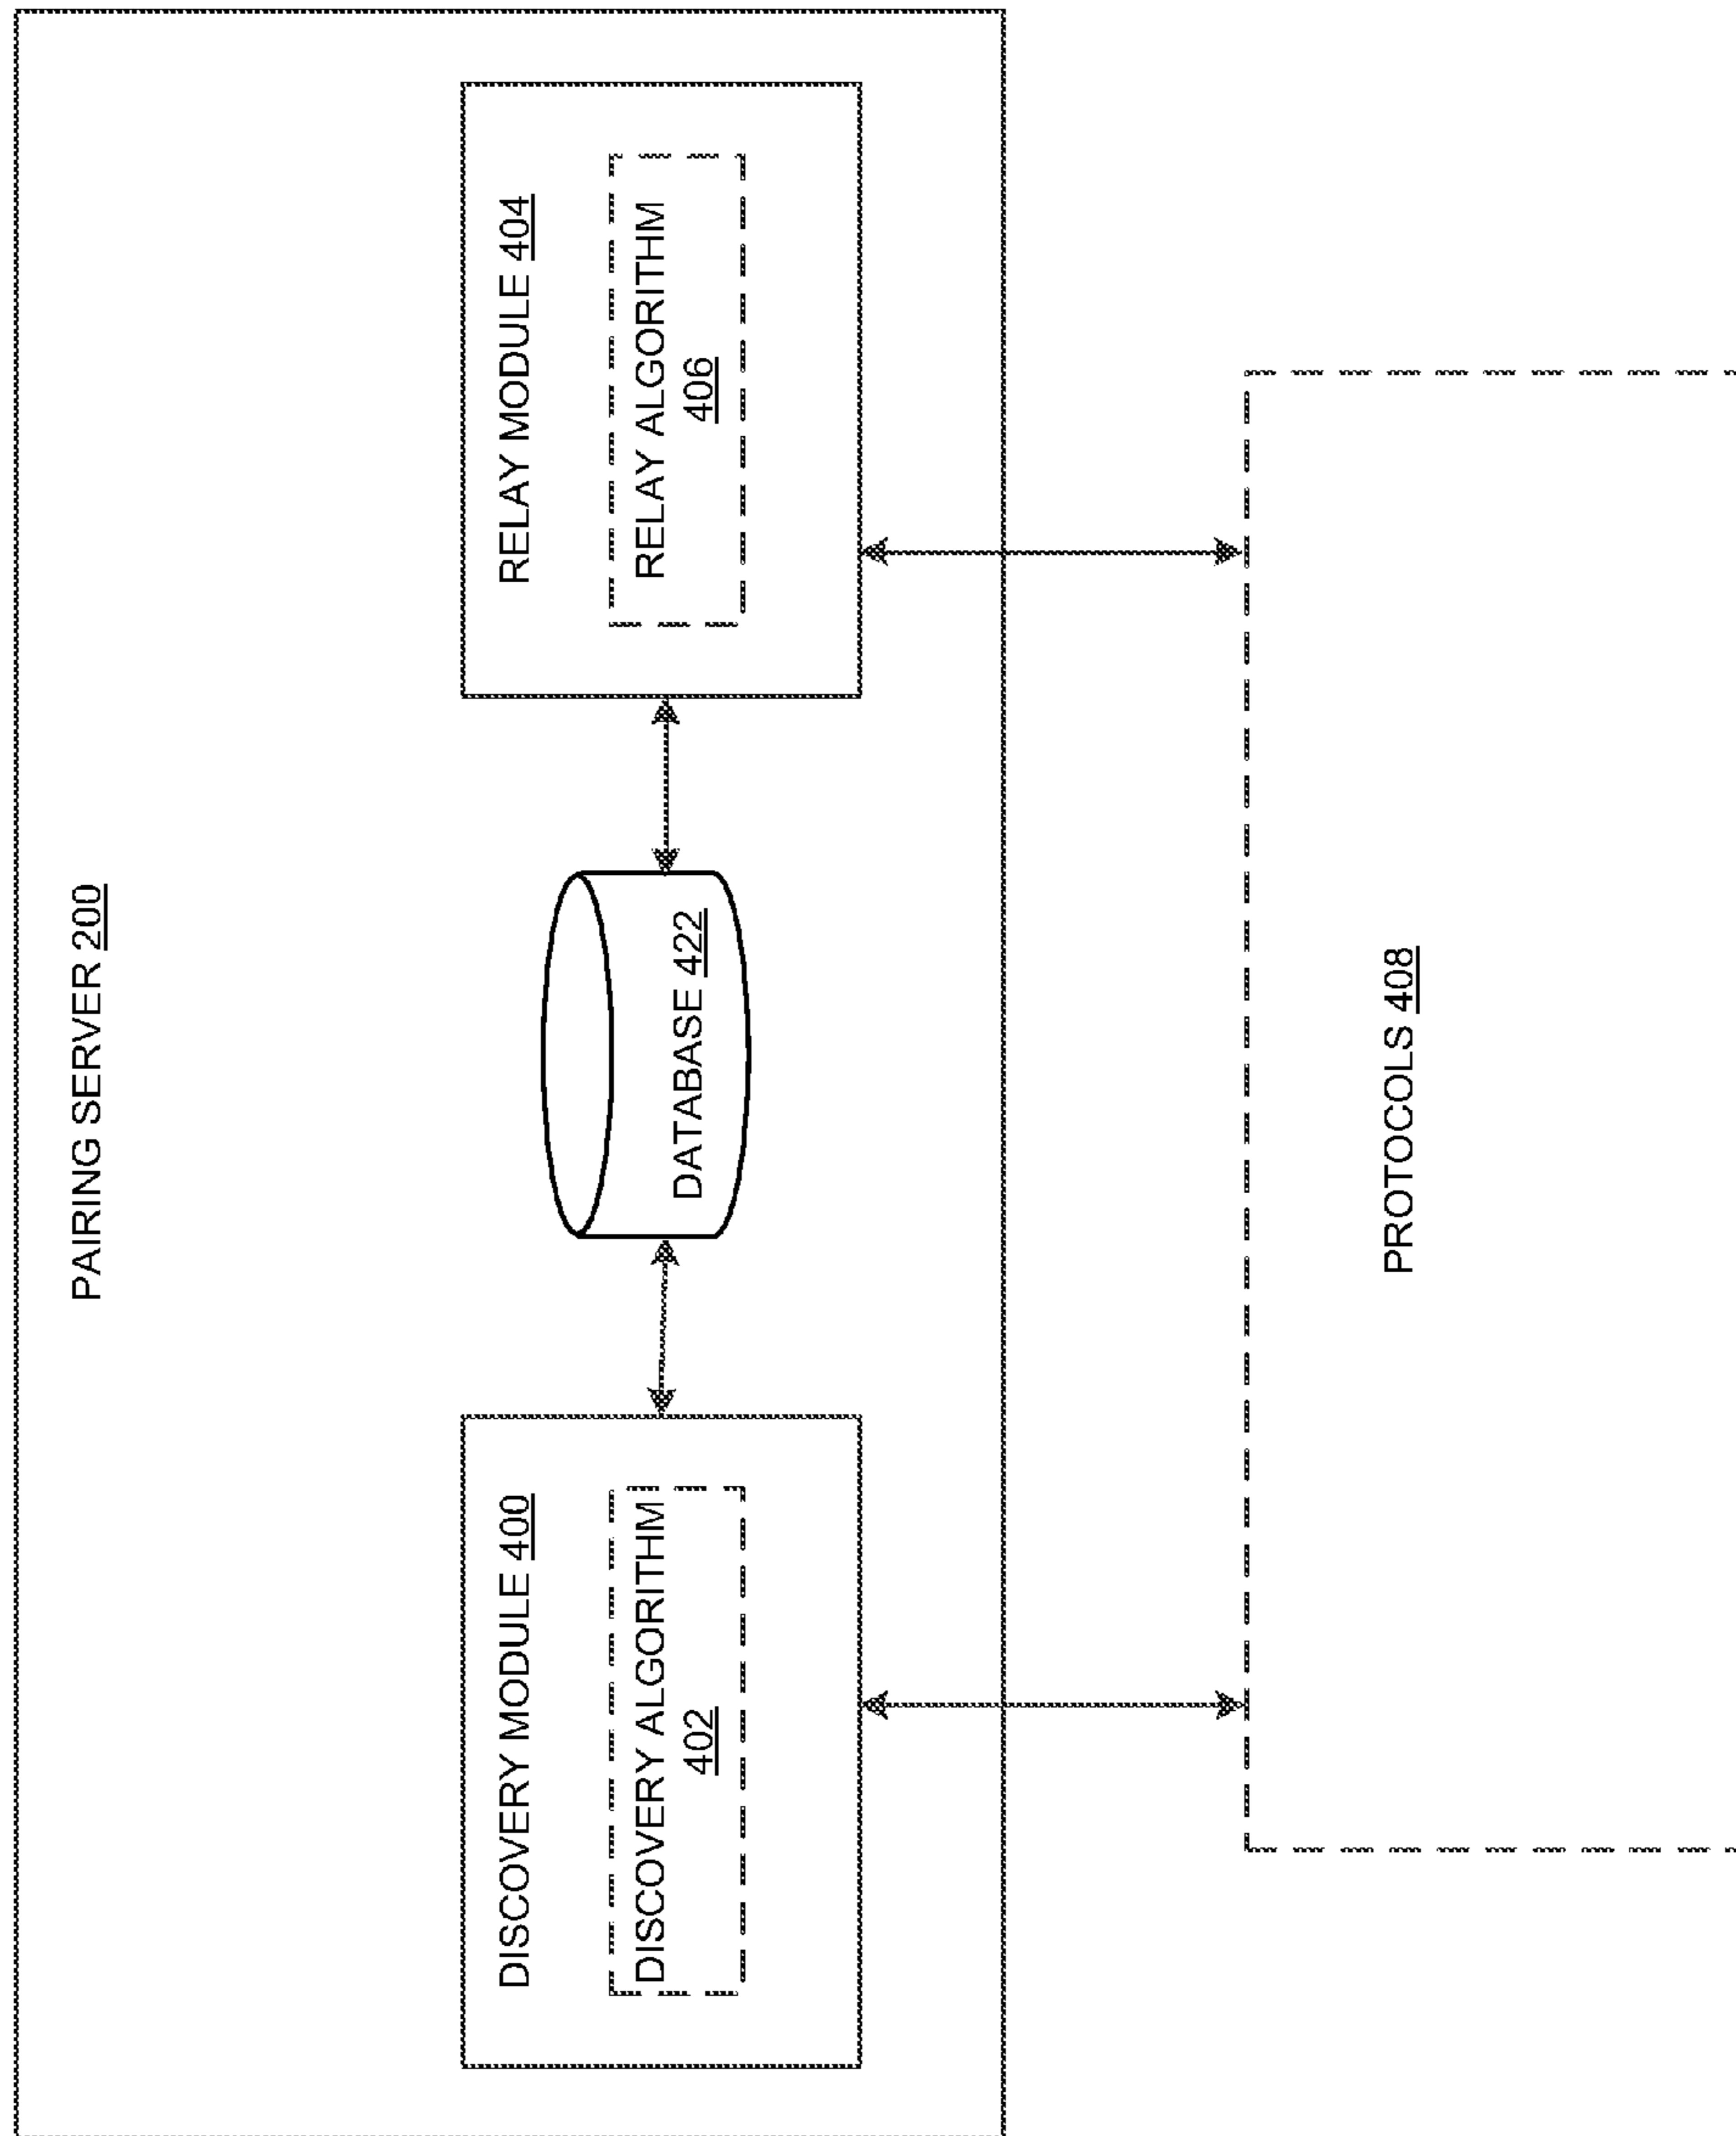 PAIRING SERVER 200
DISCOVERY MODULE 400
DISCOVERY ALGORITHM
402
DATABASE 422
RELAY MODULE 404
RELAY ALGORITHM
406
PROTOCOLS 408